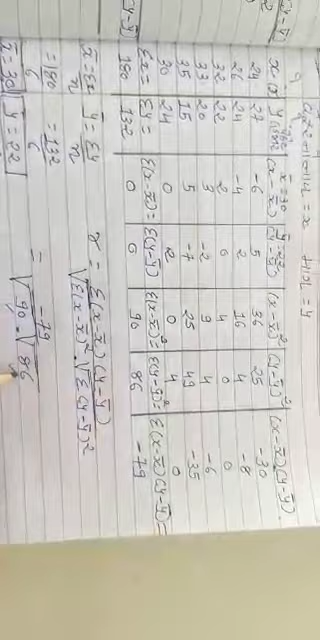 = x = y
x y x̄=30 ȳ=22
(x-x̄) (y-ȳ) (x-x̄)² (y-ȳ)² (x-x̄)(y-ȳ)
24 27 -6 5 36 25 -30
26 24 -4 2 16 4 -8
32 22 2 0 4 0 0
33 20 3 -2 9 4 -6
35 15 5 -7 25 49 -35
30 24 0 2 0 4 0
Σx= Σy= Σ(x-x̄)= Σ(y-ȳ)= Σ(x-x̄)²= Σ(y-ȳ)²= Σ(x-x̄)(y-ȳ)=
180 132 0 0 90 86 -79
x̄=Σx/n ȳ=Σy/n r = Σ(x-x̄)(y-ȳ) / √Σ(x-x̄)² . √Σ(y-ȳ)²
=180/6 =132/6 = -79 / √90 . √86
x̄=30 ȳ=22